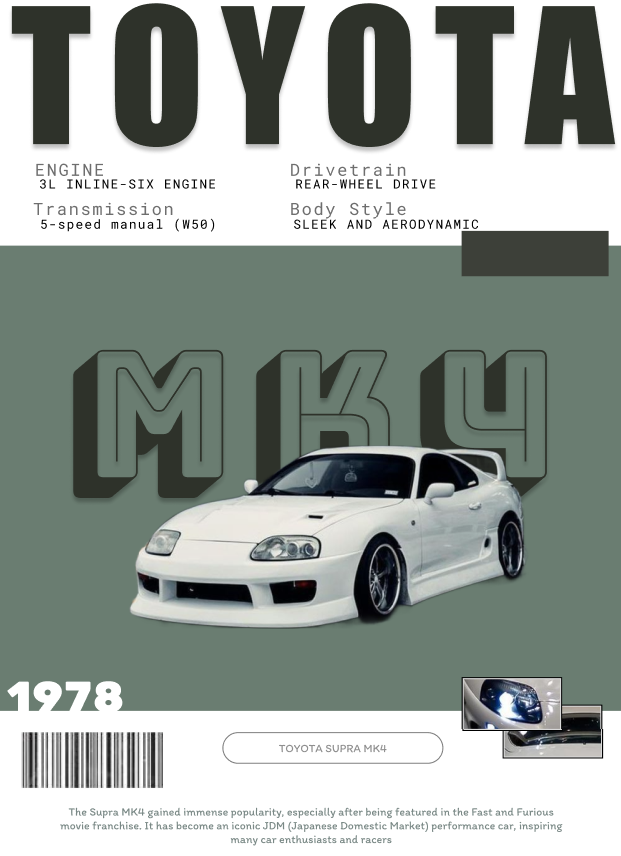 TOYOTA
ENGINE
3L INLINE-SIX ENGINE
Drivetrain
REAR-WHEEL DRIVE
Transmission
5-speed manual (W50)
Body Style
SLEEK AND AERODYNAMIC
MK4
1978
TOYOTA SUPRA MK4
The Supra MK4 gained immense popularity, especially after being featured in the Fast and Furious
movie franchise. It has become an iconic JDM (Japanese Domestic Market) performance car, inspiring
many car enthusiasts and racers